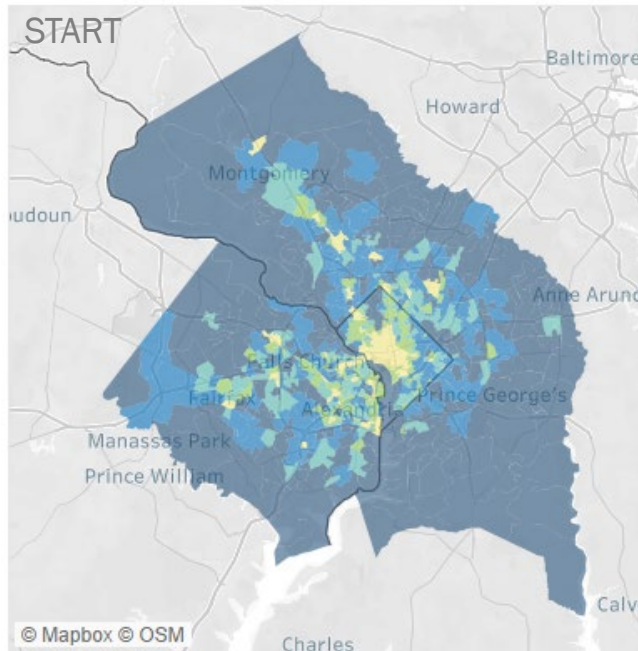 START
Baltimore
Howard
Montgomery
oudoun
Anne Arund
Falls Church
Fairfax
Alexandria
Prince George's
Manassas Park
Prince William
Calv
© Mapbox © OSM
Charles